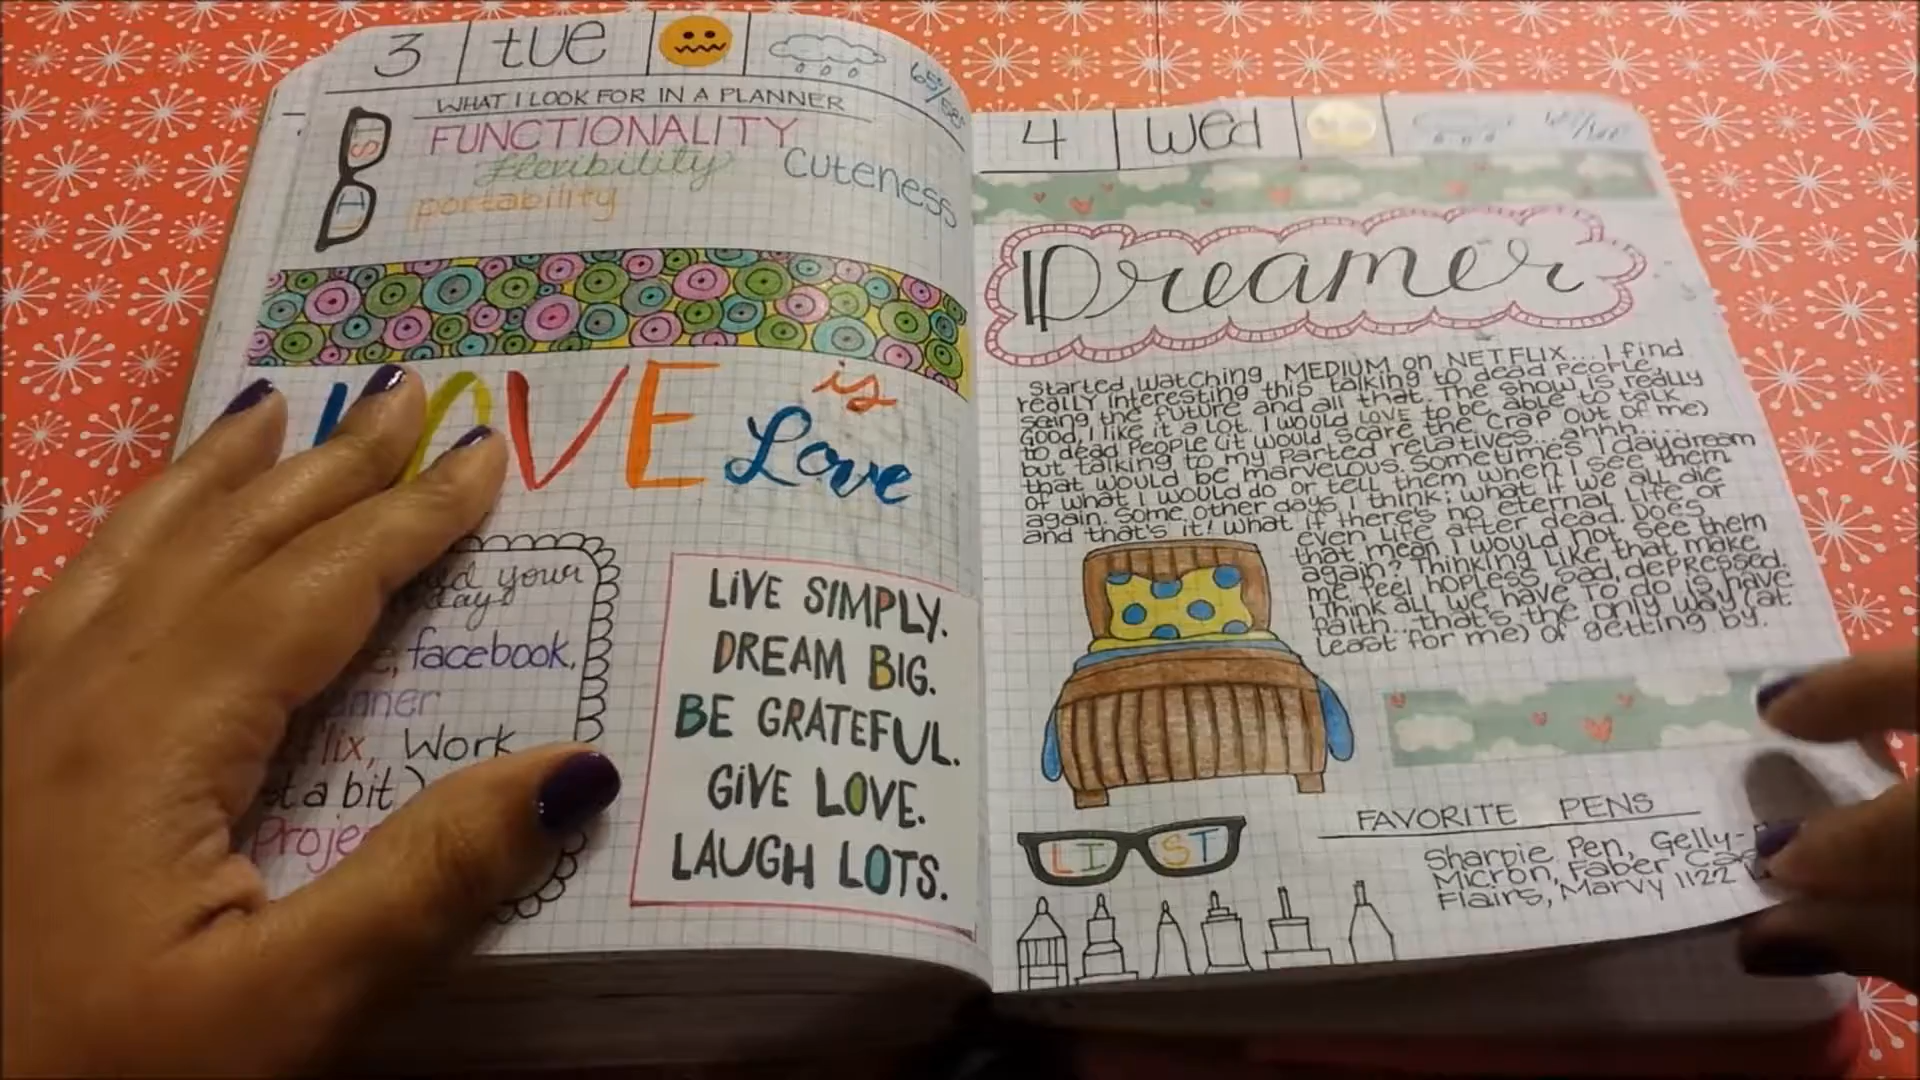 3 tue
65°/58°
WHAT I LOOK FOR IN A PLANNER
LIST
FUNCTIONALITY
flexibility
Cuteness
portability
LOVE is
Love
your
day?
facebook,
Work
a bit)
LIVE SIMPLY.
DREAM BIG.
BE GRATEFUL.
GIVE LOVE.
LAUGH LOTS.
4 wed
Dreamer
Started watching MEDIUM on NETFLIX... I find
really interesting this talking to dead people,
seeing the future and all that. The show is really
good, I like it a lot. I would LOVE to be able to talk
to dead people (it would scare the crap out of me)
but talking to my parted relatives... ahhh....
that would be marvelous. Sometimes I daydream
of what I would do or tell them when I see them
again. Some other days I think: what if we all die
and that's it! what if there's no eternal life or
even life after dead. Does
that mean I would not see them
again? Thinking like that make
me feel hopless, sad, depressed.
I think all we have to do is have
faith. that's the only way (at
least for me) of getting by.
LIST
FAVORITE PENS
Sharpie Pen, Gelly-
Micron, Faber
Flairs, Marvy 1122